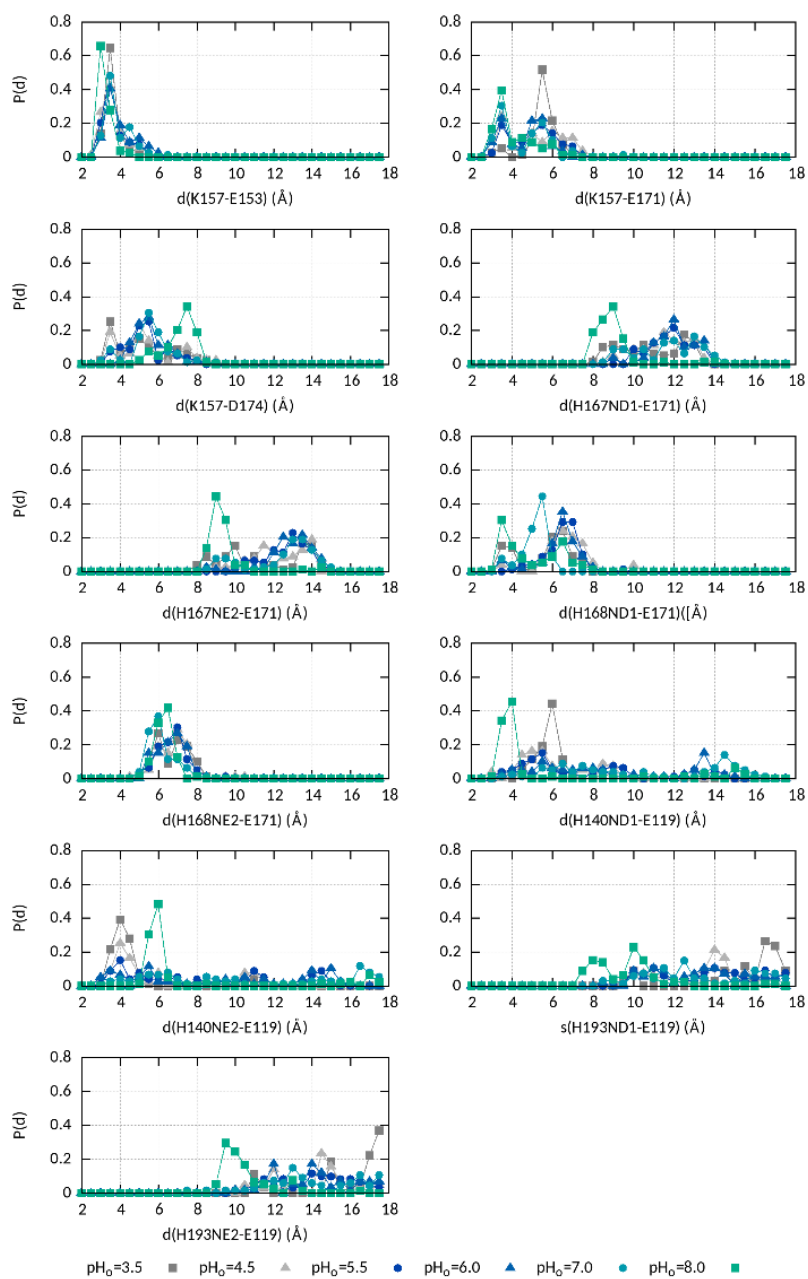 0.8 0.8
0.6 0.6
P(d) 0.4 0.4
0.2 0.2
0 0
2 4 6 8 10 12 14 16 18 2 4 6 8 10 12 14 16 18
d(K157-E153) (Å) d(K157-E171) (Å)
0.8 0.8
0.6 0.6
P(d) 0.4 0.4
0.2 0.2
0 0
2 4 6 8 10 12 14 16 18 2 4 6 8 10 12 14 16 18
d(K157-D174) (Å) d(H167ND1-E171) (Å)
0.8 0.8
0.6 0.6
P(d) 0.4 0.4
0.2 0.2
0 0
2 4 6 8 10 12 14 16 18 2 4 6 8 10 12 14 16 18
d(H167NE2-E171) (Å) d(H168ND1-E171)([Å)
0.8 0.8
0.6 0.6
P(d) 0.4 0.4
0.2 0.2
0 0
2 4 6 8 10 12 14 16 18 2 4 6 8 10 12 14 16 18
d(H168NE2-E171) (Å) d(H140ND1-E119) (Å)
0.8 0.8
0.6 0.6
P(d) 0.4 0.4
0.2 0.2
0 0
2 4 6 8 10 12 14 16 18 2 4 6 8 10 12 14 16 18
d(H140NE2-E119) (Å) s(H193ND1-E119) (Å)
0.8
0.6
P(d) 0.4
0.2
0
2 4 6 8 10 12 14 16 18
d(H193NE2-E119) (Å)
pHₒ=3.5 pHₒ=4.5 pHₒ=5.5 pHₒ=6.0 pHₒ=7.0 pHₒ=8.0